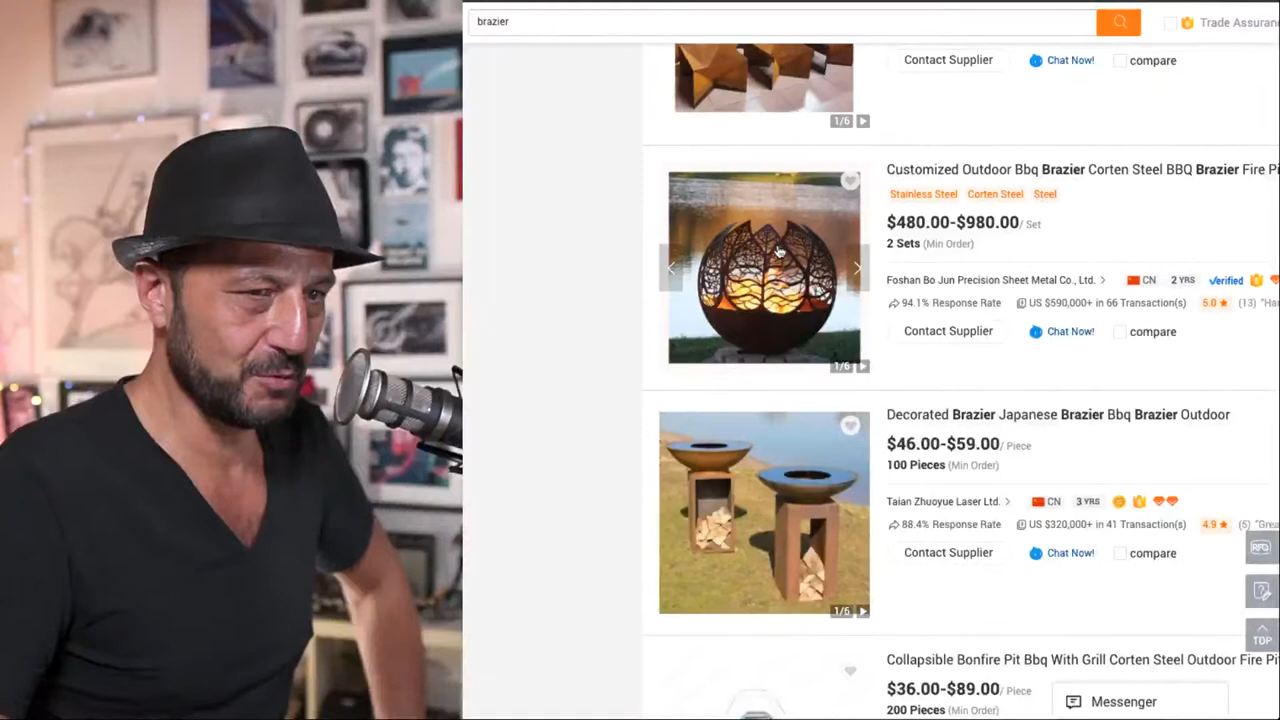 brazier
Trade Assuran
Contact Supplier
Chat Now!
compare
1/6
Customized Outdoor Bbq Brazier Corten Steel BBQ Brazier Fire Pi
Stainless Steel Corten Steel Steel
$480.00-$980.00/ Set
2 Sets (Min Order)
Foshan Bo Jun Precision Sheet Metal Co., Ltd. > CN 2 YRS Verified
94.1% Response Rate US $590,000+ in 66 Transaction(s) 5.0 ★ (13) "Ha
Contact Supplier
Chat Now!
compare
1/6
Decorated Brazier Japanese Brazier Bbq Brazier Outdoor
$46.00-$59.00/ Piece
100 Pieces (Min Order)
Taian Zhuoyue Laser Ltd. > CN 3 YRS
88.4% Response Rate US $320,000+ in 41 Transaction(s) 4.9 ★ (5) "Grea
RFQ
Contact Supplier
Chat Now!
compare
1/6
TOP
Collapsible Bonfire Pit Bbq With Grill Corten Steel Outdoor Fire Pi
$36.00-$89.00/ Piece
200 Pieces (Min Order)
Messenger